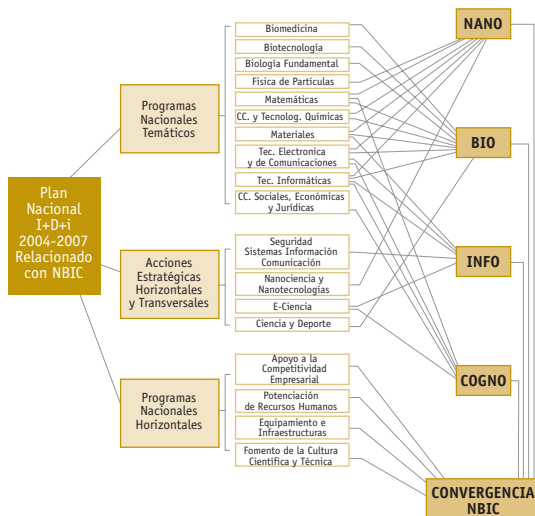 Plan
Nacional
I+D+i
2004-2007
Relacionado
con NBIC
Programas
Nacionales
Temáticos
Biomedicina
Biotecnología
Biología Fundamental
Fisica de Particulas
Matemáticas
CC. y Tecnolog. Químicas
Materiales
Tec. Electronica
y de Comunicaciones
Tec. Informáticas
CC. Sociales, Económicas
y Jurídicas
Acciones
Estratégicas
Horizontales
y Transversales
Seguridad
Sistemas Información
Comunicación
Nanociencia y
Nanotecnologías
E-Ciencia
Ciencia y Deporte
Programas
Nacionales
Horizontales
Apoyo a la
Competitividad
Empresarial
Potenciación
de Recursos Humanos
Equipamiento e
Infraestructuras
Fomento de la Cultura
Científica y Técnica
NANO
BIO
INFO
COGNO
CONVERGENCIA
NBIC